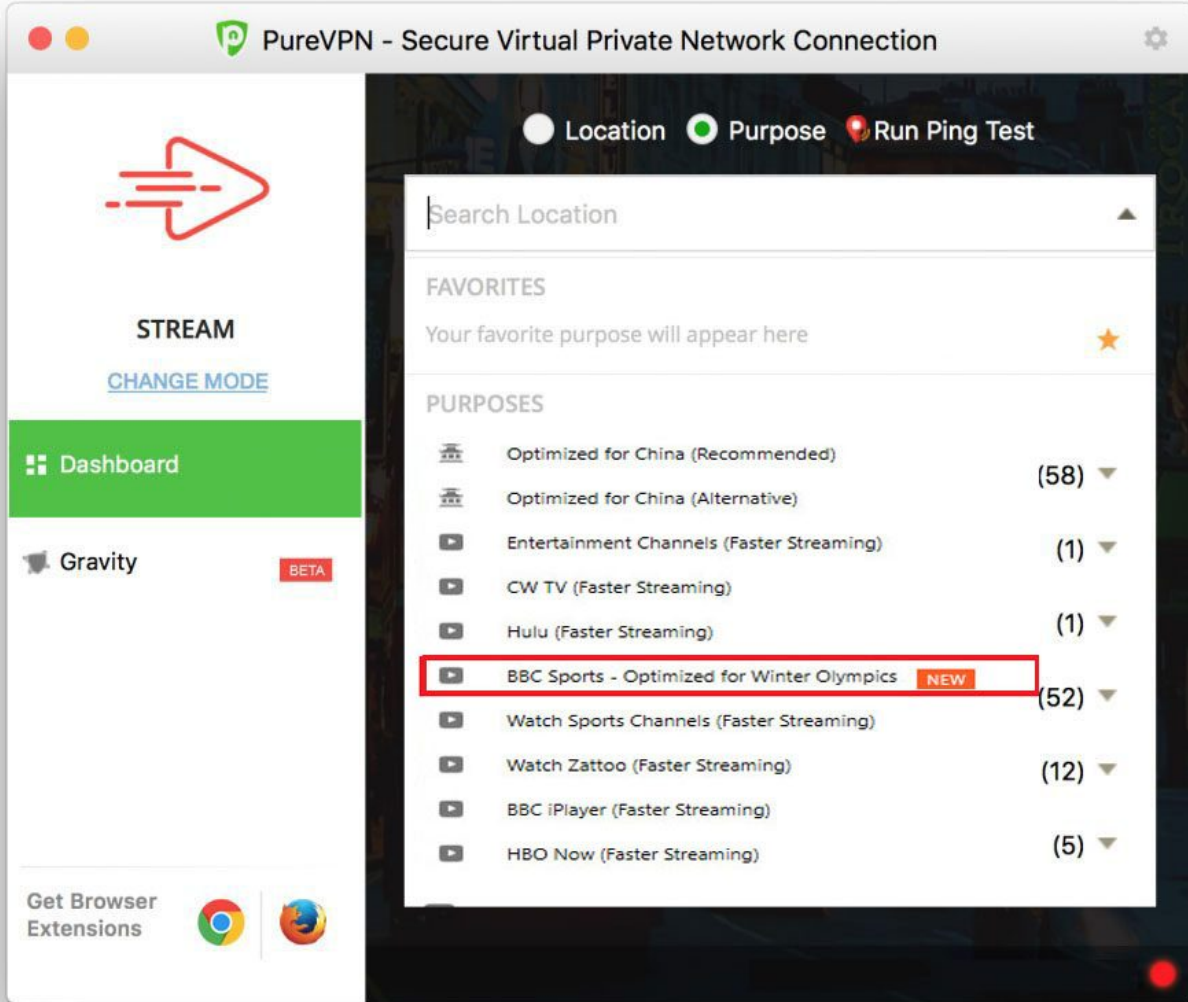 PureVPN - Secure Virtual Private Network Connection
Location Purpose Run Ping Test
Search Location
FAVORITES
Your favorite purpose will appear here
STREAM
CHANGE MODE
PURPOSES
Dashboard
Gravity BETA
Optimized for China (Recommended)
(58)
Optimized for China (Alternative)
Entertainment Channels (Faster Streaming)
(1)
CW TV (Faster Streaming)
Hulu (Faster Streaming)
(1)
BBC Sports - Optimized for Winter Olympics NEW
(52)
Watch Sports Channels (Faster Streaming)
Watch Zattoo (Faster Streaming)
(12)
BBC iPlayer (Faster Streaming)
HBO Now (Faster Streaming)
(5)
Get Browser
Extensions